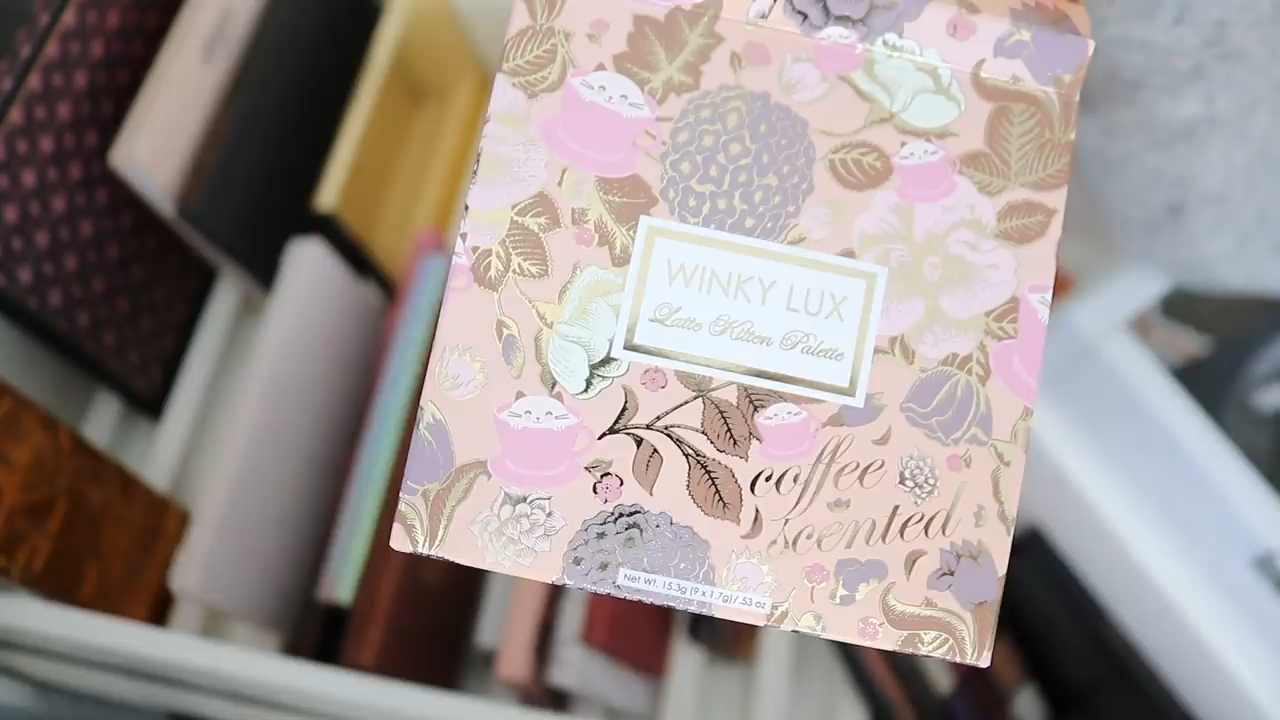 WINKY LUX
Latte Kitten Palette
coffee
scented
Net Wt. 15.3g (9 x 1.7g)/.53 oz